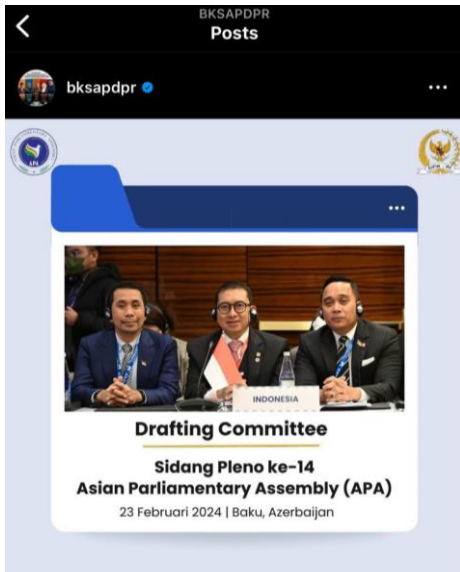 BKSAPDPR
Posts
bksapdpr
INDONESIA
Drafting Committee
Sidang Pleno ke-14
Asian Parliamentary Assembly (APA)
23 Februari 2024 | Baku, Azerbaijan